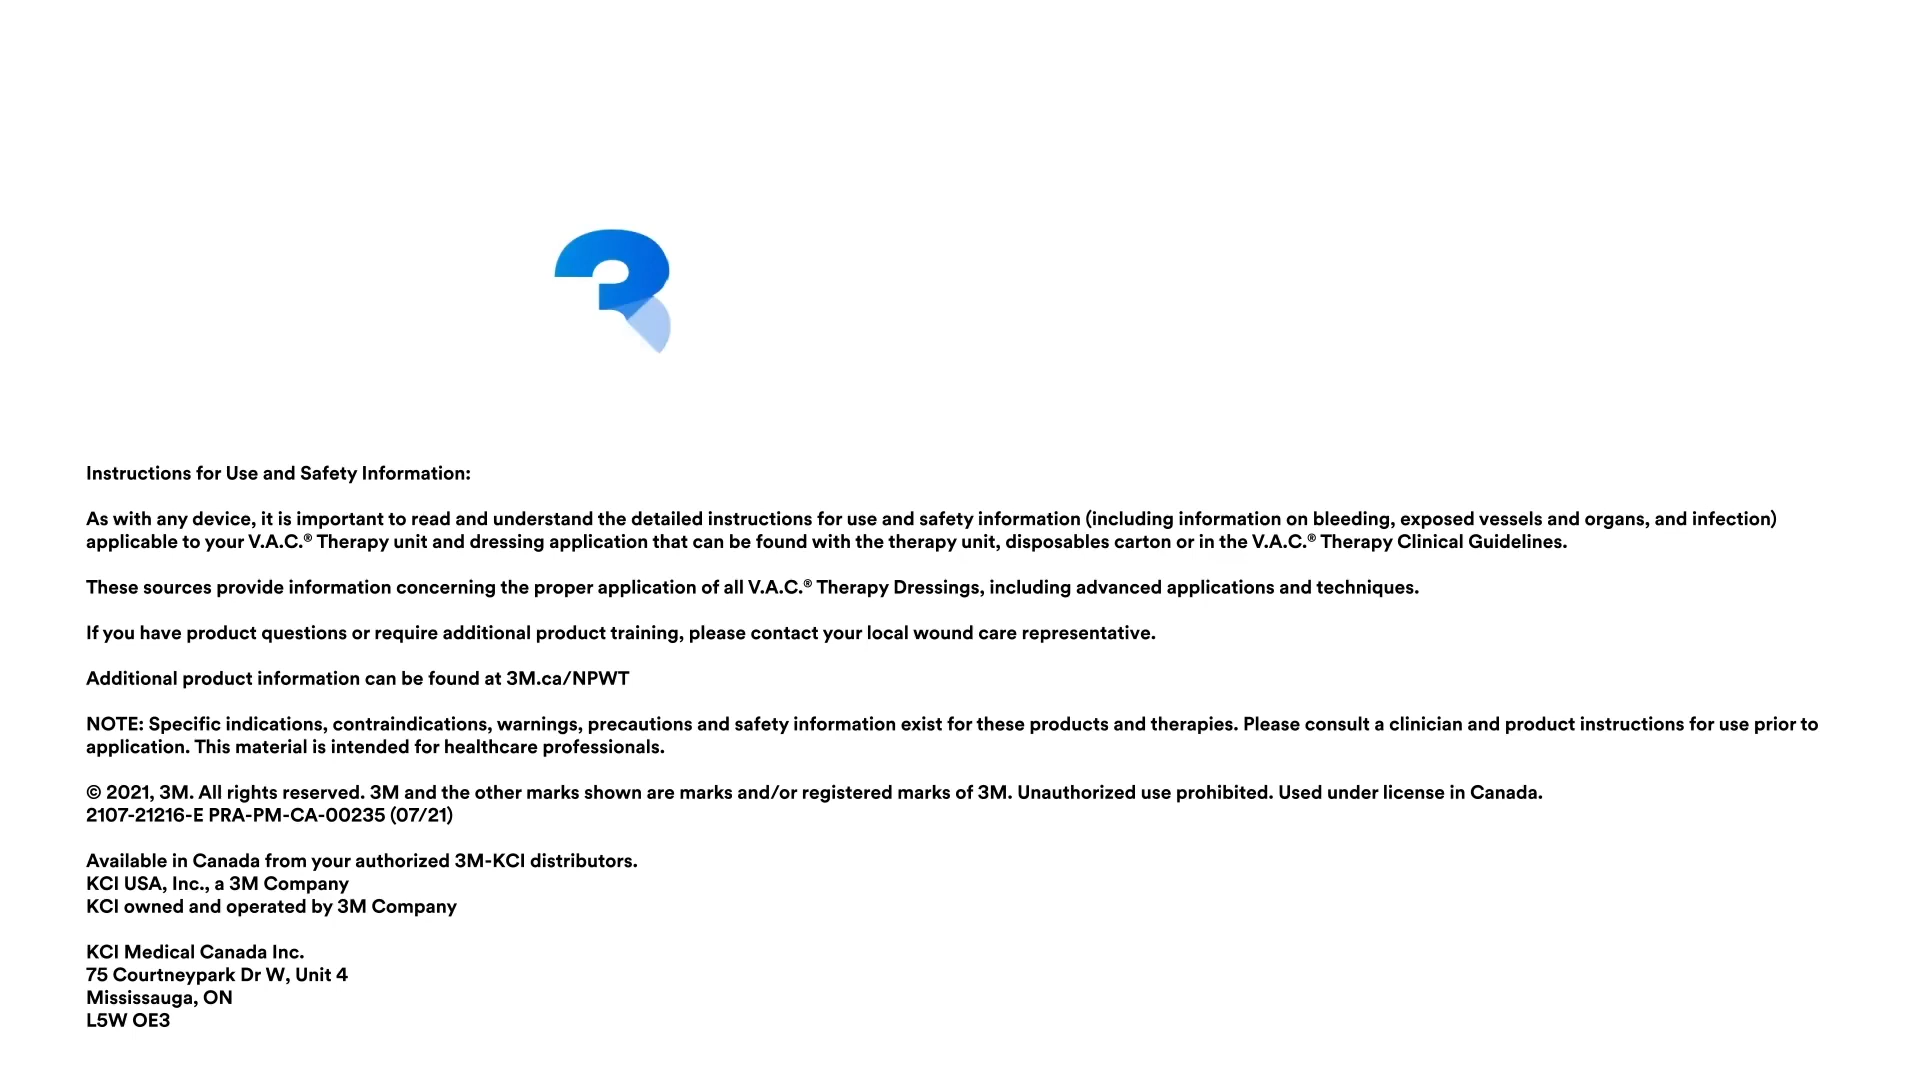 3
Instructions for Use and Safety Information:
As with any device, it is important to read and understand the detailed instructions for use and safety information (including information on bleeding, exposed vessels and organs, and infection)
applicable to your V.A.C.® Therapy unit and dressing application that can be found with the therapy unit, disposables carton or in the V.A.C.® Therapy Clinical Guidelines.
These sources provide information concerning the proper application of all V.A.C.® Therapy Dressings, including advanced applications and techniques.
If you have product questions or require additional product training, please contact your local wound care representative.
Additional product information can be found at 3M.ca/NPWT
NOTE: Specific indications, contraindications, warnings, precautions and safety information exist for these products and therapies. Please consult a clinician and product instructions for use prior to
application. This material is intended for healthcare professionals.
© 2021, 3M. All rights reserved. 3M and the other marks shown are marks and/or registered marks of 3M. Unauthorized use prohibited. Used under license in Canada.
2107-21216-E PRA-PM-CA-00235 (07/21)
Available in Canada from your authorized 3M-KCI distributors.
KCI USA, Inc., a 3M Company
KCI owned and operated by 3M Company
KCI Medical Canada Inc.
75 Courtneypark Dr W, Unit 4
Mississauga, ON
L5W OE3